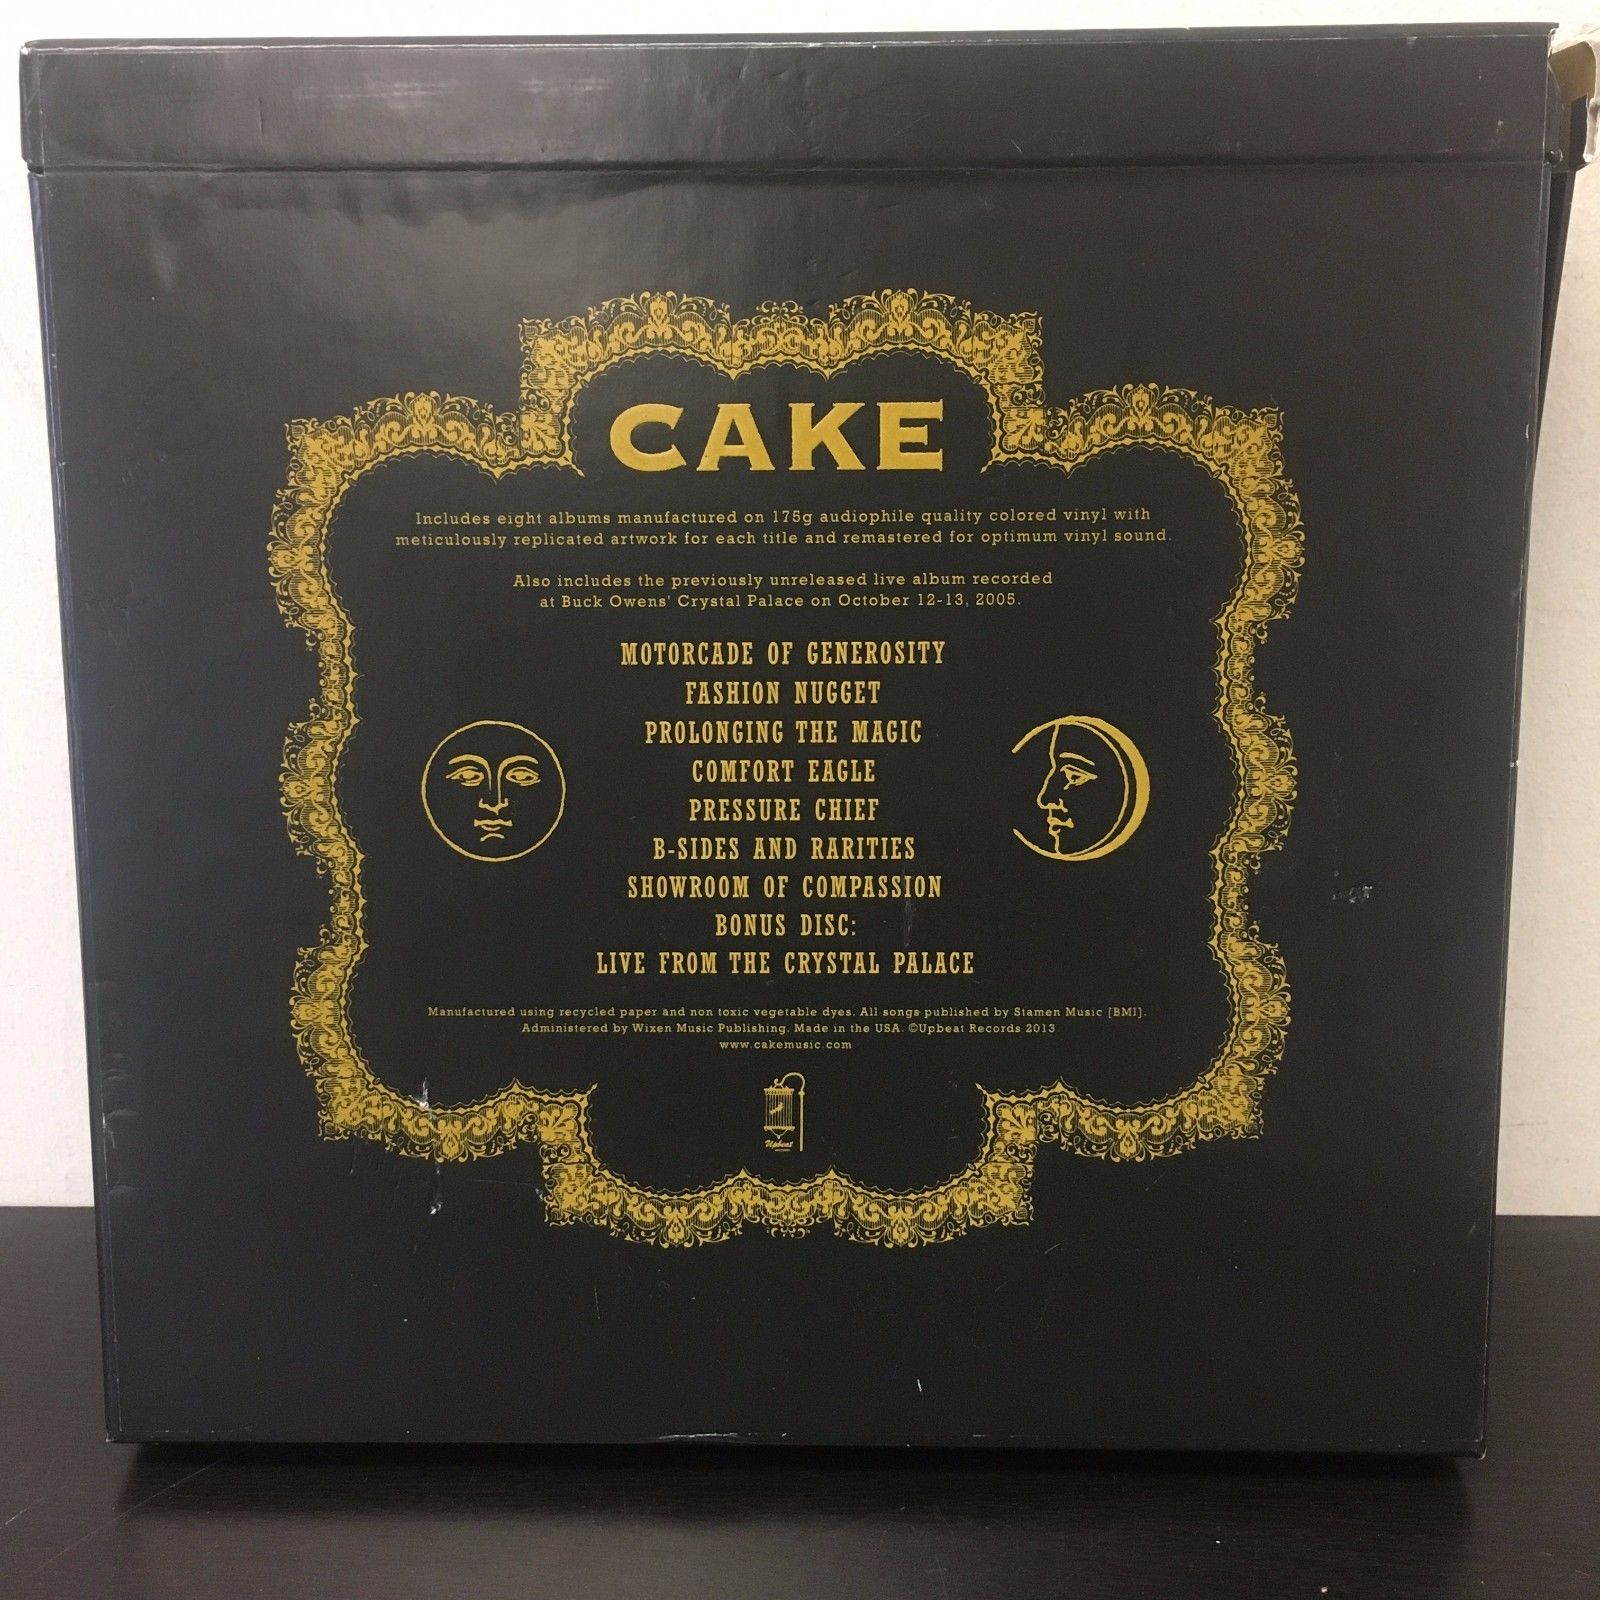 CAKE
Includes eight albums manufactured on 175g audiophile quality colored vinyl with
meticulously replicated artwork for each title and remastered for optimum vinyl sound.
Also includes the previously unreleased live album recorded
at Buck Owens' Crystal Palace on October 12-13, 2005.
MOTORCADE OF GENEROSITY
FASHION NUGGET
PROLONGING THE MAGIC
COMFORT EAGLE
PRESSURE CHIEF
B-SIDES AND RARITIES
SHOWROOM OF COMPASSION
BONUS DISC:
LIVE FROM THE CRYSTAL PALACE
Manufactured using recycled paper and non toxic vegetable dyes. All songs published by Stamen Music [BMI].
Administered by Wixen Music Publishing. Made in the USA. ©Upbeat Records 2013
www.cakemusic.com
Upbeat